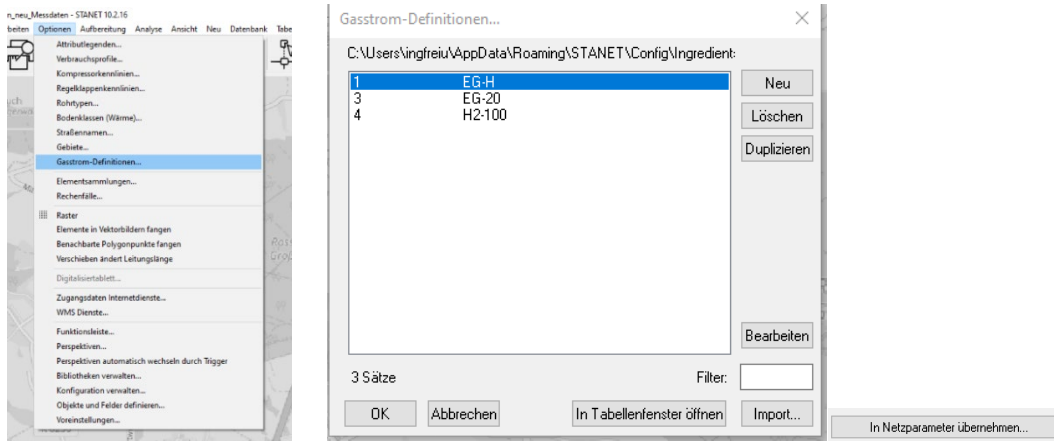 n_neu_Messdaten - STANET 10.2.16
beiten Optionen Aufbereitung Analyse Ansicht Neu Datenbank Tabe
Attributlegenden...
Verbrauchsprofile...
Kompressorkennlinien...
Regelklappenkennlinien...
Rohrtypen...
Bodenklassen (Wärme)...
Straßennamen...
Gebiete...
Gasstrom-Definitionen...
Elementsammlungen...
Rechenfälle...
Raster
Elemente in Vektorbildern fangen
Benachbarte Polygonpunkte fangen
Verschieben ändert Leitungslänge
Digitalisiertablett...
Zugangsdaten Internetdienste...
WMS Dienste...
Funktionsleiste...
Perspektiven...
Perspektiven automatisch wechseln durch Trigger
Bibliotheken verwalten...
Konfiguration verwalten...
Objekte und Felder definieren...
Voreinstellungen...
Gasstrom-Definitionen...
C:\Users\ingfreiu\AppData\Roaming\STANET\Config\Ingredient:
1 EG-H
3 EG-20
4 H2-100
Neu
Löschen
Duplizieren
Bearbeiten
3 Sätze Filter:
OK Abbrechen In Tabellenfenster öffnen Import...
In Netzparameter übernehmen...